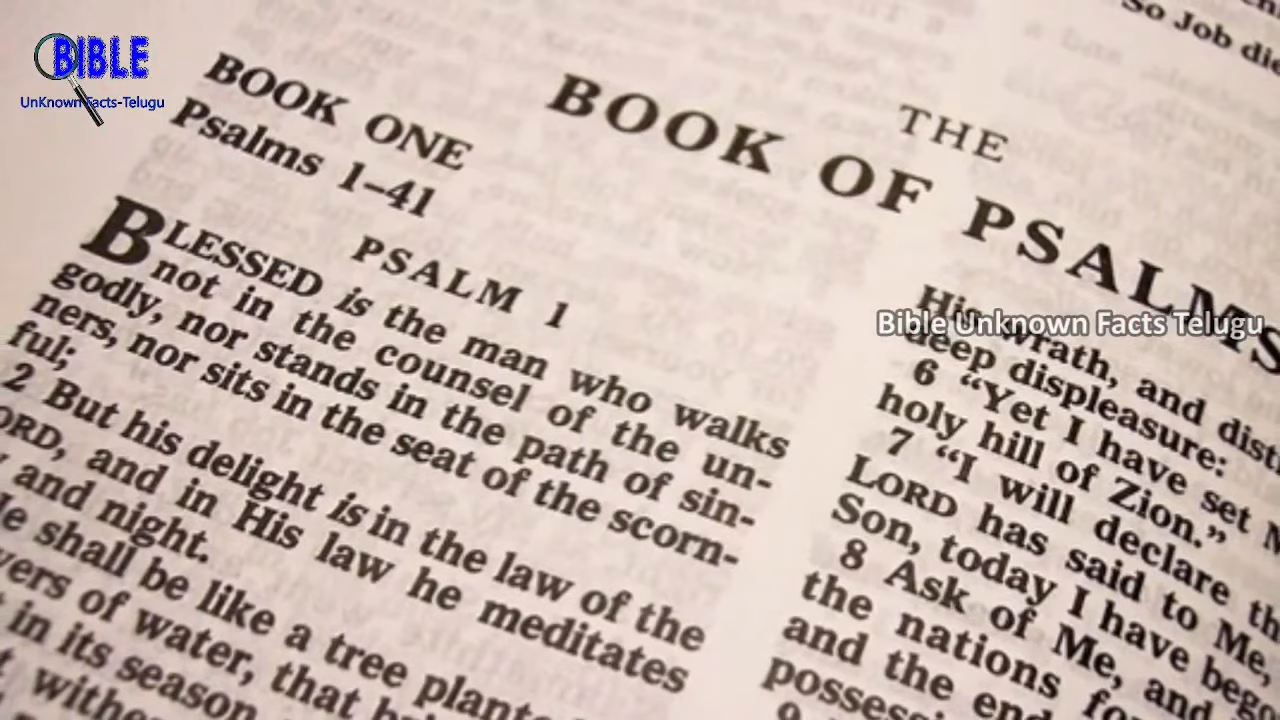 BIBLE
UnKnown Facts-Telugu
So Job die
THE
BOOK OF PSALMS
BOOK ONE
Psalms 1–41
PSALM 1
BLESSED is the man who walks
not in the counsel of the un-
godly, nor stands in the path of sin-
ners, nor sits in the seat of the scorn-
ful;
2 But his delight is in the law of the
ORD, and in His law he meditates
and night.
He shall be like a tree plante
vers of water, that
in its season
withe
His wrath, and dist
deep displeasure:
6 “Yet I have set M
holy hill of Zion.”
7 “I will declare th
LORD has said to Me,
Son, today I have bego
8 Ask of Me, and
the nations fo
and the end
possess
9
Bible Unknown Facts Telugu